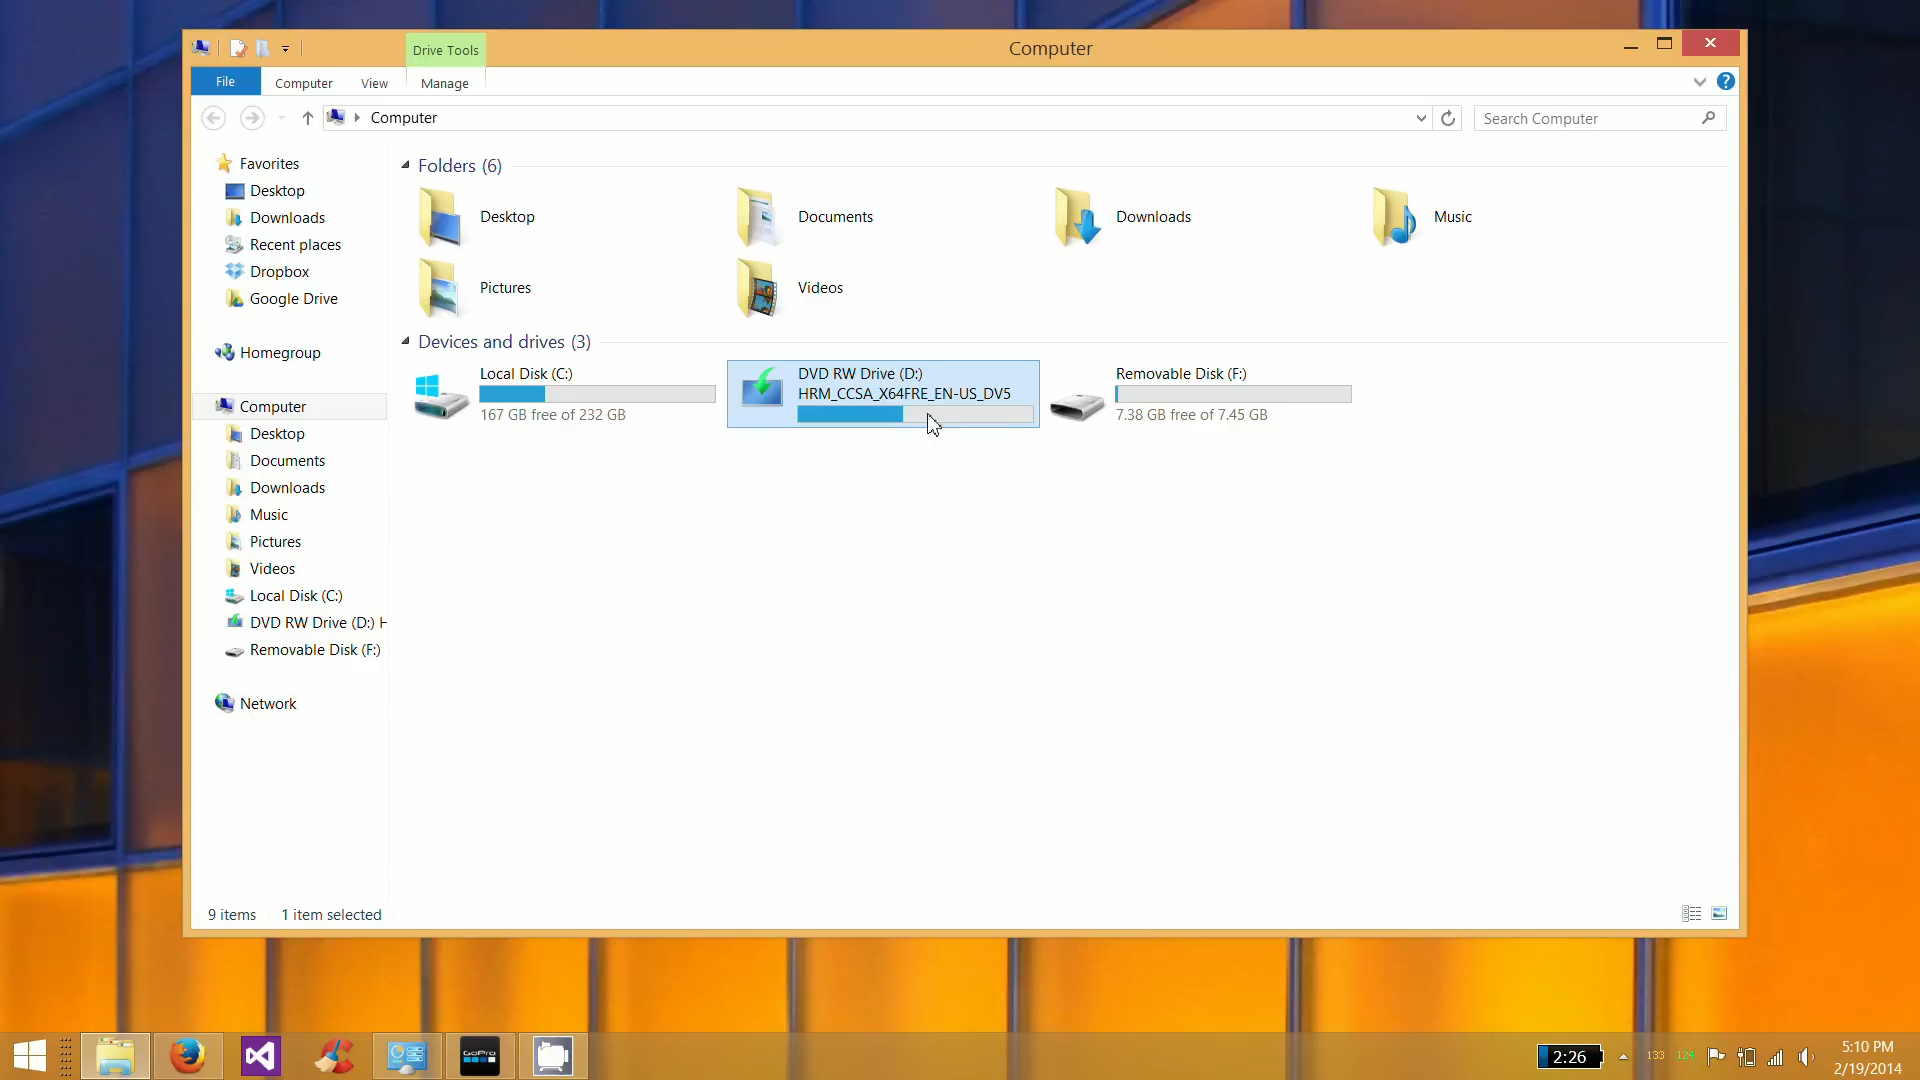 Drive Tools
Computer
File
Computer
View
Manage
Computer
Search Computer
Favorites
Desktop
Downloads
Recent places
Dropbox
Google Drive
Homegroup
Computer
Desktop
Documents
Downloads
Music
Pictures
Videos
Local Disk (C:)
DVD RW Drive (D:) H
Removable Disk (F:)
Network
Folders (6)
Desktop
Documents
Downloads
Music
Pictures
Videos
Devices and drives (3)
Local Disk (C:)
167 GB free of 232 GB
DVD RW Drive (D:)
HRM_CCSA_X64FRE_EN-US_DV5
Removable Disk (F:)
7.38 GB free of 7.45 GB
9 items
1 item selected
GoPro
2:26
133
124
5:10 PM
2/19/2014